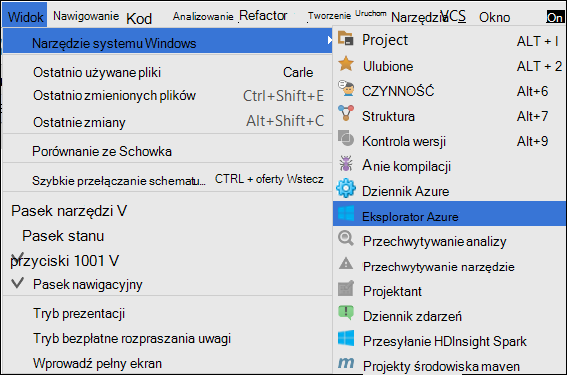 Widok Nawigowanie Kod Analizowanie Refactor Tworzenie Uruchom Narzędzia VCS Okno On
Narzędzie systemu Windows
Ostatnio używane pliki Carle
Ostatnio zmienionych plików Ctrl+Shift+E
Ostatnie zmiany Alt+Shift+C
Porównanie ze Schowka
Szybkie przełączanie schematu... CTRL + oferty Wstecz
Pasek narzędzi V
Pasek stanu
przyciski 1001 V
Pasek nawigacyjny
Tryb prezentacji
Tryb bezpłatne rozpraszania uwagi
Wprowadź pełny ekran
Project ALT + I
Ulubione ALT + 2
CZYNNOŚĆ Alt+6
Struktura Alt+7
Kontrola wersji Alt+9
Anie kompilacji
Dziennik Azure
Eksplorator Azure
Przechwytywanie analizy
Przechwytywanie narzędzie
Projektant
Dziennik zdarzeń
Przesyłanie HDInsight Spark
Projekty środowiska maven